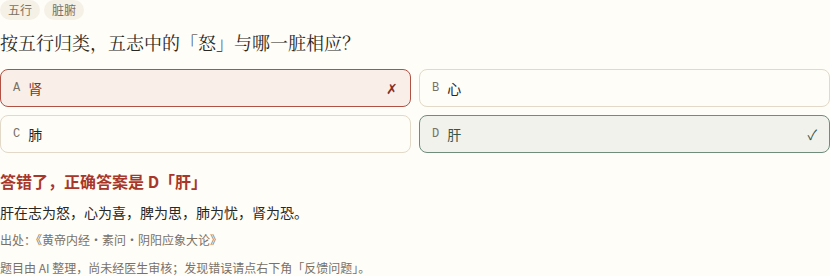 五行 脏腑
按五行归类，五志中的「怒」与哪一脏相应？
A 肾 ✗
B 心
C 肺
D 肝 ✓
答错了，正确答案是 D「肝」
肝在志为怒，心为喜，脾为思，肺为忧，肾为恐。
出处：《黄帝内经·素问·阴阳应象大论》
题目由 AI 整理，尚未经医生审核；发现错误请点右下角「反馈问题」。